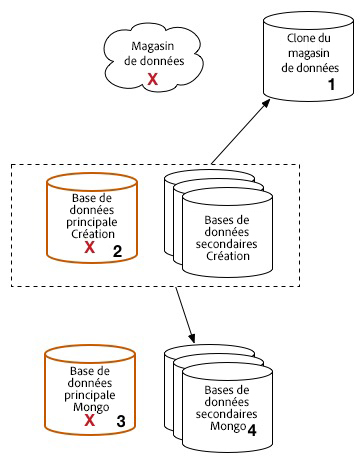 Magasin
de données
X
Clone du
magasin
de données
1
Base de
données
principale
Création
X 2
Bases de
données
secondaires
Création
Base de
données
principale
Mongo
X 3
Bases de
données
secondaires
Mongo 4